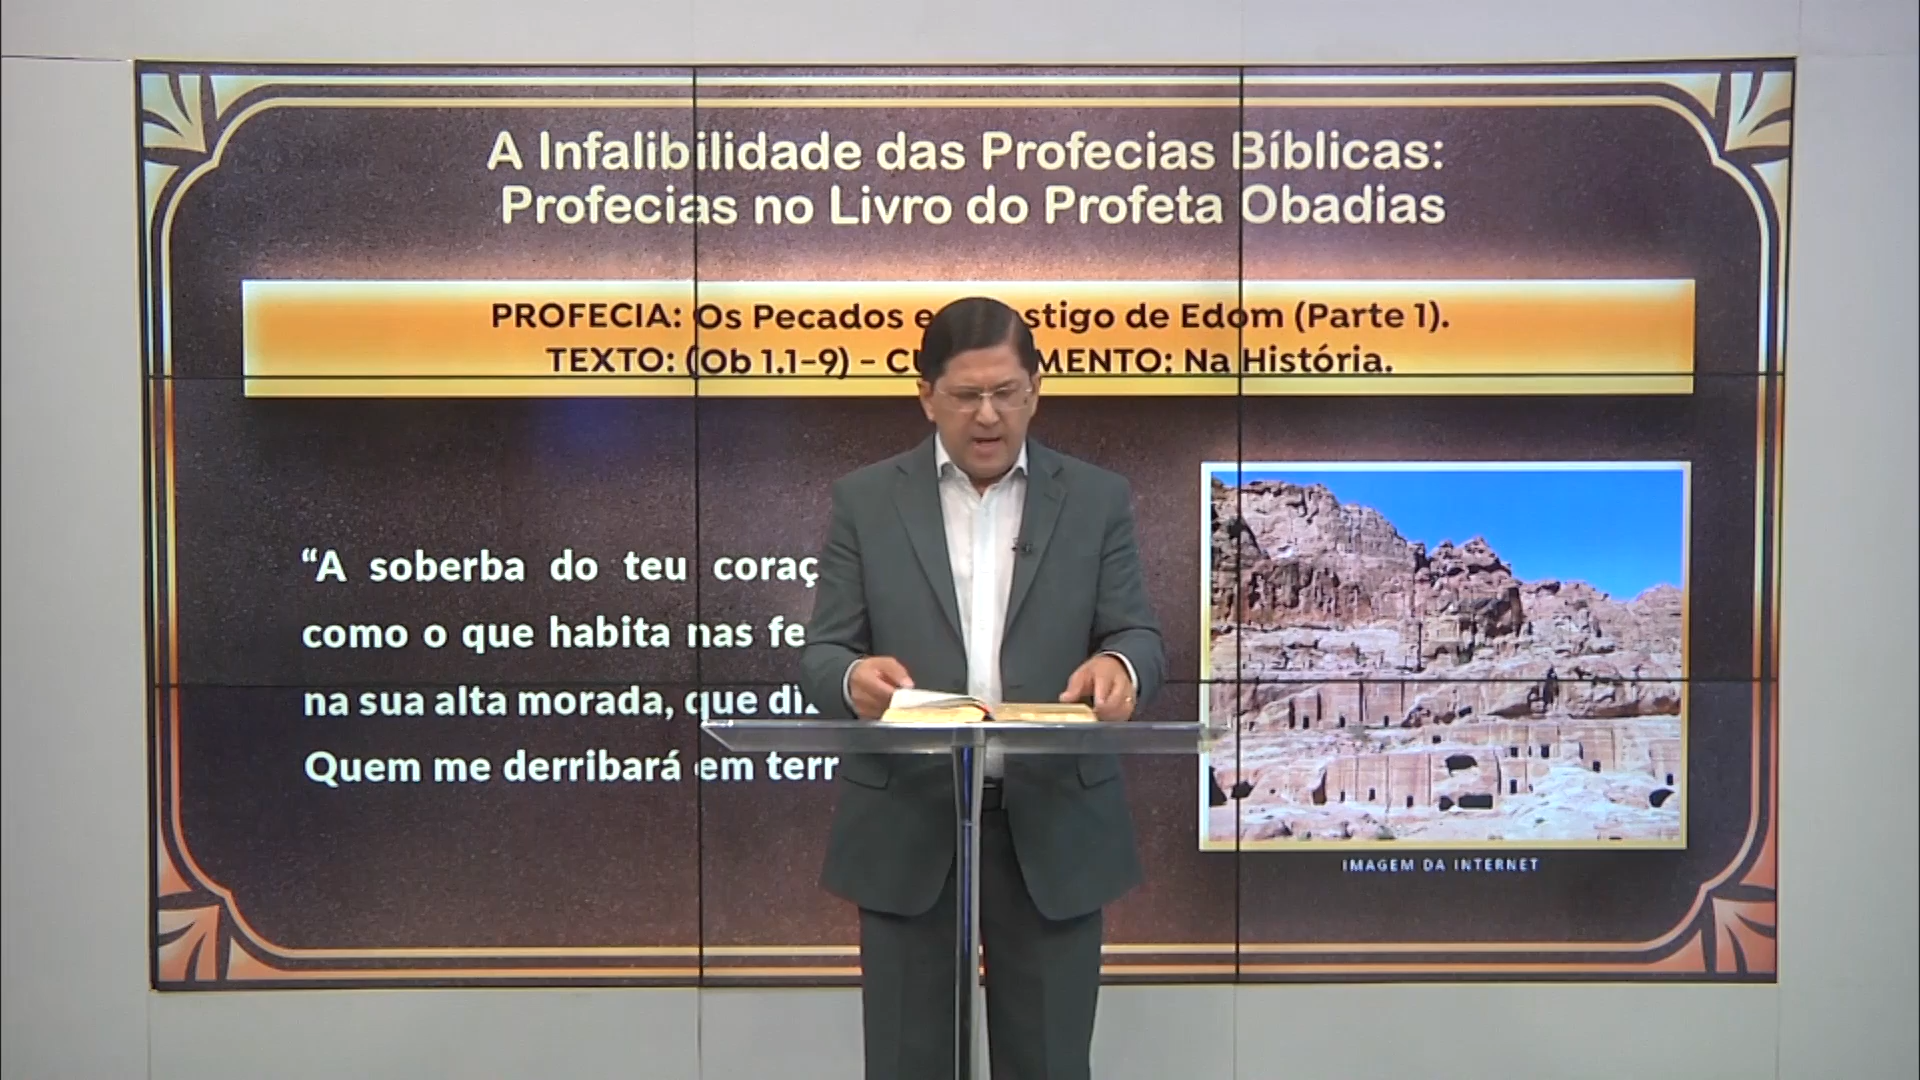 A Infalibilidade das Profecias Bíblicas:
Profecias no Livro do Profeta Obadias
PROFECIA: Os Pecados e stigo de Edom (Parte 1).
TEXTO: (Ob 1.1-9) - CU MENTO: Na História.
“A soberba do teu coraç
como o que habita nas fe
na sua alta morada, que di
Quem me derribará em terr
IMAGEM DA INTERNET